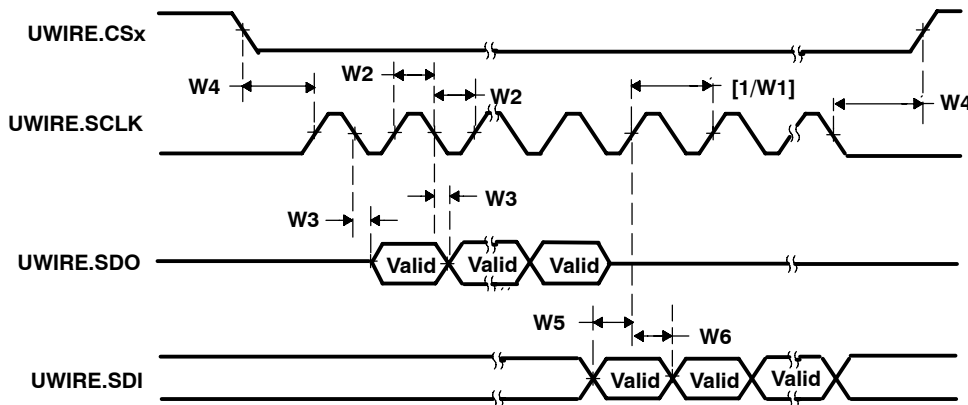 UWIRE.CSx
W4
W2
W2
[1/W1]
W4
UWIRE.SCLK
W3
W3
UWIRE.SDO
Valid
Valid
Valid
W5
W6
UWIRE.SDI
Valid
Valid
Valid